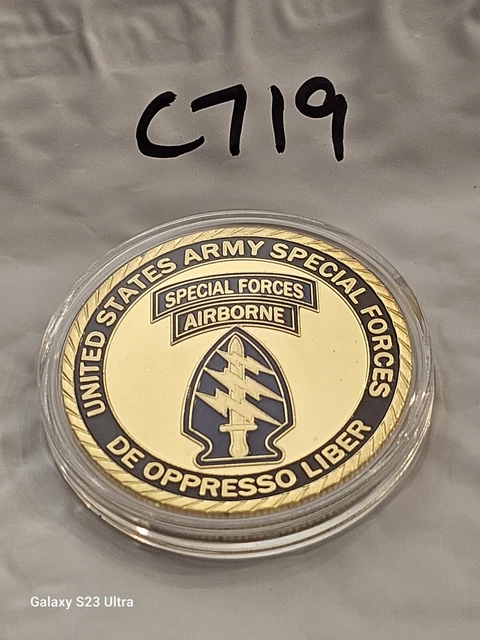 C719
UNITED STATES ARMY SPECIAL FORCES
SPECIAL FORCES
AIRBORNE
DE OPPRESSO LIBER
Galaxy S23 Ultra